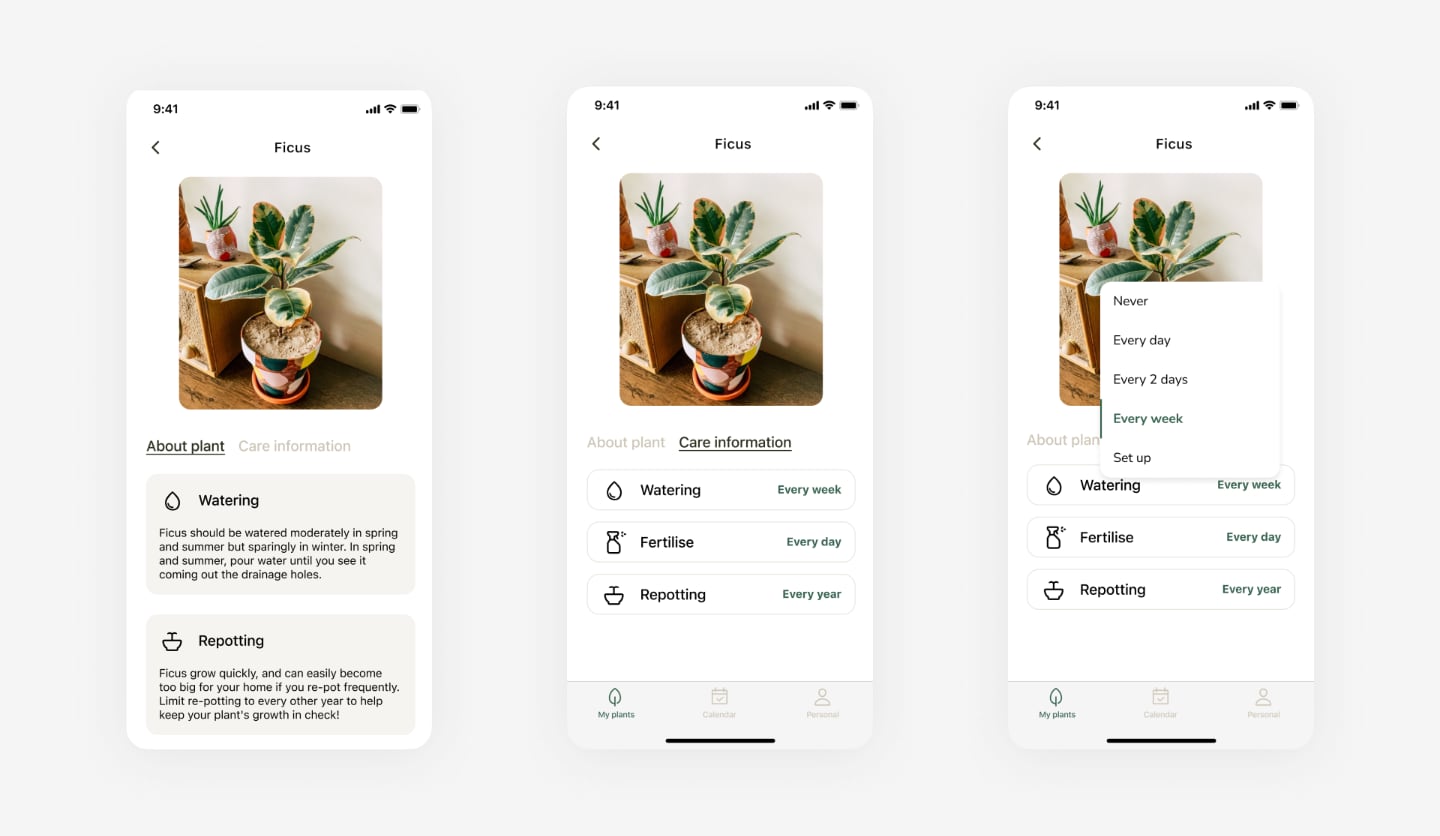 9:41
Ficus
About plant Care information
Watering
Ficus should be watered moderately in spring
and summer but sparingly in winter. In spring
and summer, pour water until you see it
coming out the drainage holes.
Repotting
Ficus grow quickly, and can easily become
too big for your home if you re-pot frequently.
Limit re-potting to every other year to help
keep your plant's growth in check!
9:41
Ficus
About plant Care information
Watering Every week
Fertilise Every day
Repotting Every year
My plants Calendar Personal
9:41
Ficus
Never
Every day
Every 2 days
Every week
Set up
About plan
Watering Every week
Fertilise Every day
Repotting Every year
My plants Calendar Personal